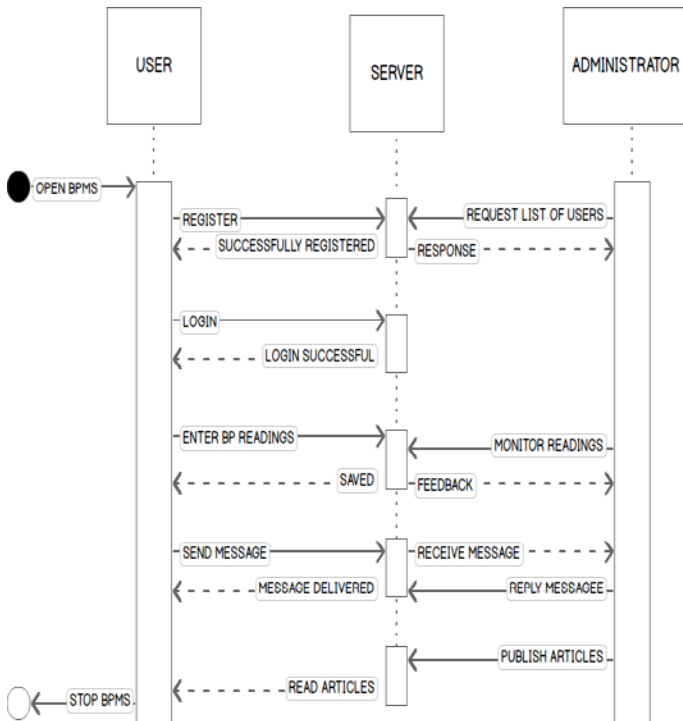 USER
SERVER
ADMINISTRATOR
OPEN BPMS
REGISTER
REQUEST LIST OF USERS
SUCCESSFULLY REGISTERED
RESPONSE
LOGIN
LOGIN SUCCESSFUL
ENTER BP READINGS
MONITOR READINGS
SAVED
FEEDBACK
SEND MESSAGE
RECEIVE MESSAGE
MESSAGE DELIVERED
REPLY MESSAGEE
PUBLISH ARTICLES
READ ARTICLES
STOP BPMS